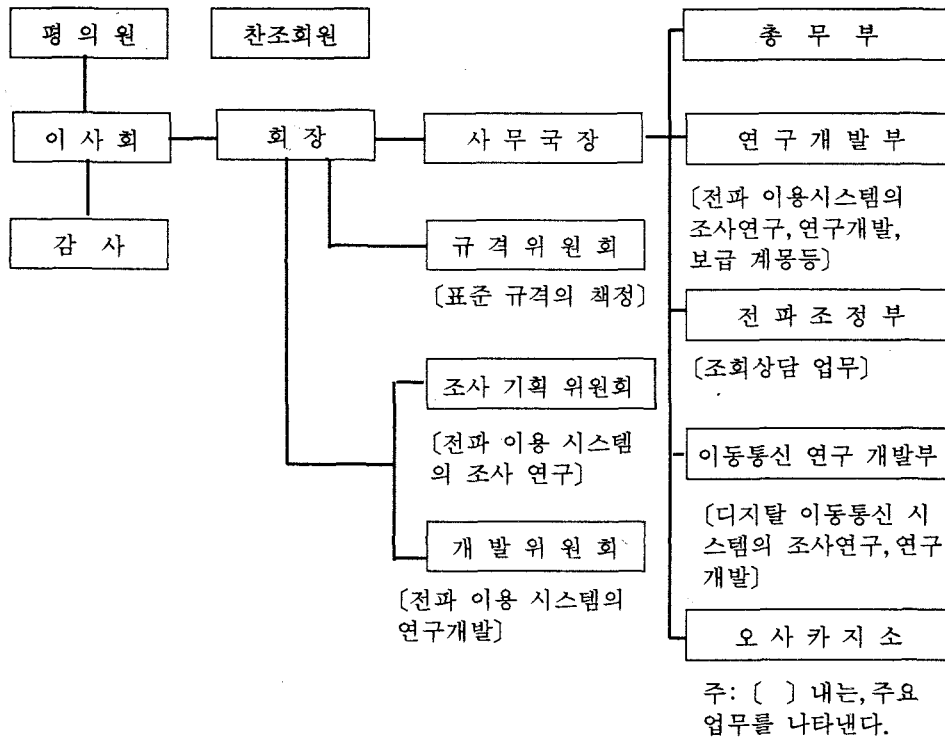 평 의 원
찬조회원
총 무 부
이 사 회
회 장
사 무 국 장
연 구 개 발 부
〔전파 이용시스템의
조사연구, 연구개발,
보급 계몽등〕
감 사
규 격 위 원 회
〔표준 규격의 책정〕
전 파 조 정 부
〔조회상담 업무〕
조사 기획 위원회
〔전파 이용 시스템
의 조사 연구〕
이동통신 연구 개발부
〔디지탈 이동통신 시
스템의 조사연구, 연구
개발〕
개 발 위 원 회
〔전파 이용 시스템의
연구개발〕
오 사 카 지 소
주: 〔 〕 내는, 주요
업무를 나타낸다.